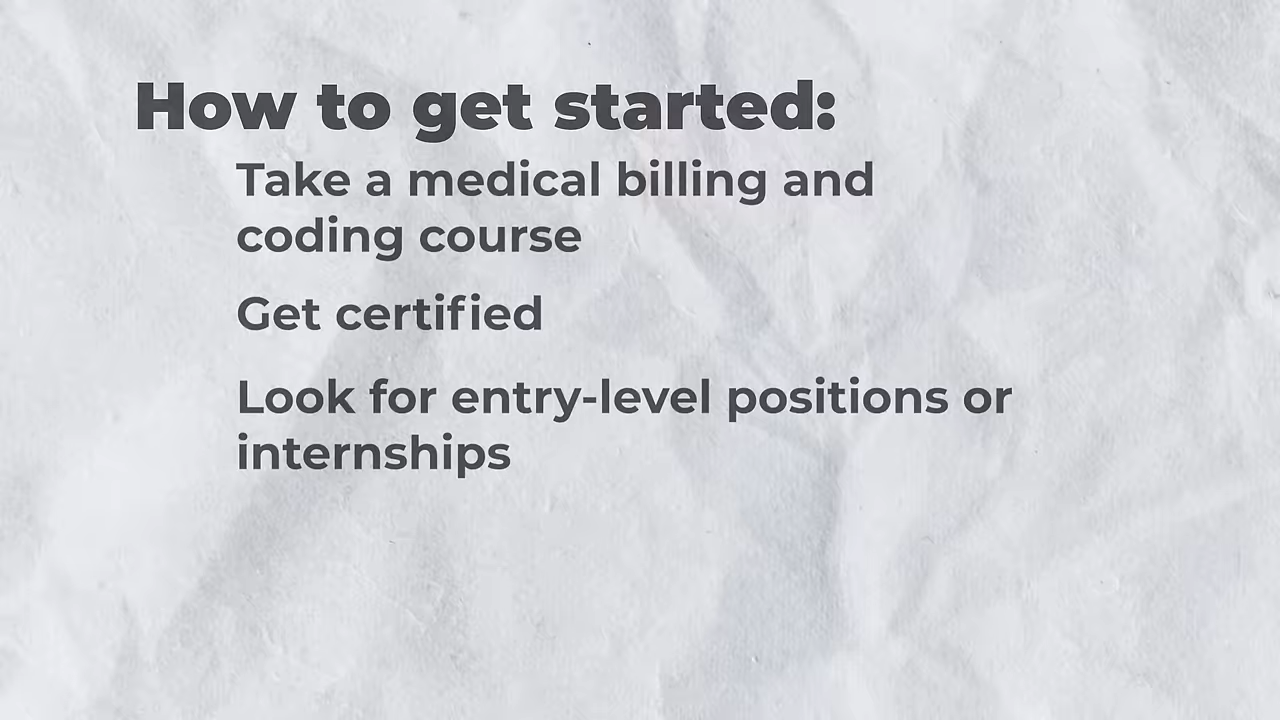 How to get started:
Take a medical billing and
coding course
Get certified
Look for entry-level positions or
internships